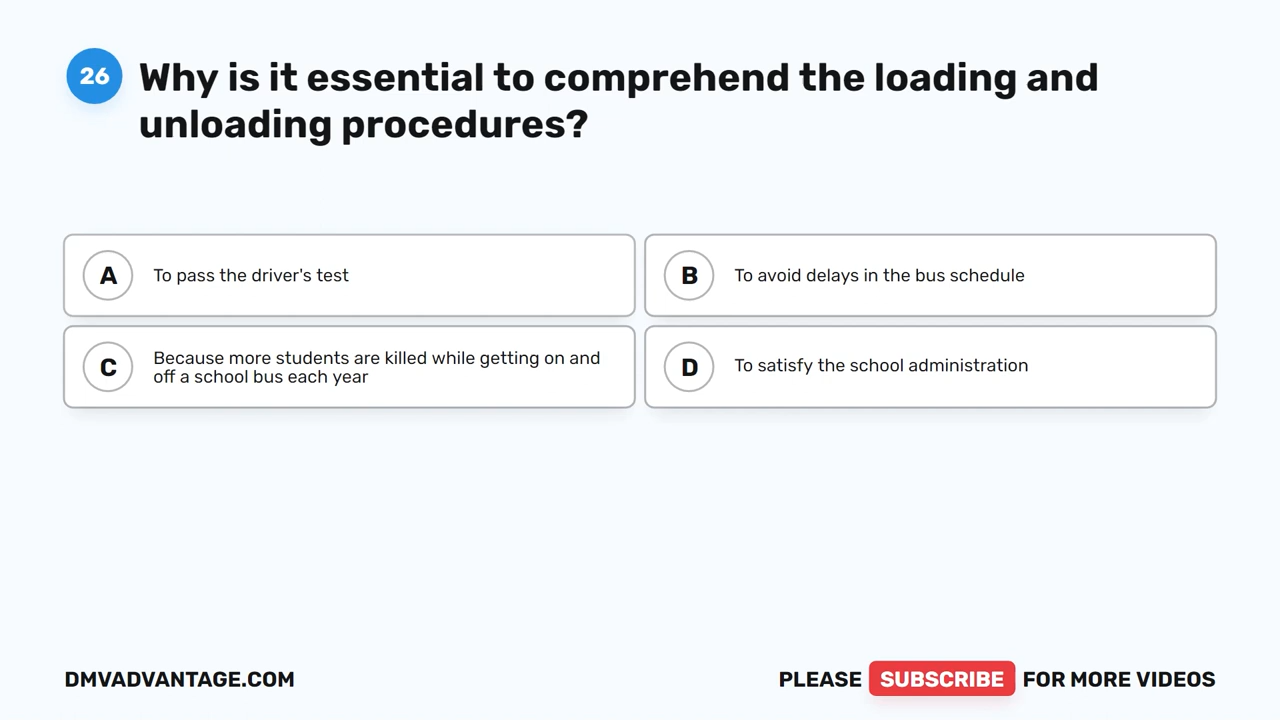 26
Why is it essential to comprehend the loading and
unloading procedures?
A
To pass the driver's test
B
To avoid delays in the bus schedule
C
Because more students are killed while getting on and
off a school bus each year
D
To satisfy the school administration
DMVADVANTAGE.COM
PLEASE SUBSCRIBE FOR MORE VIDEOS